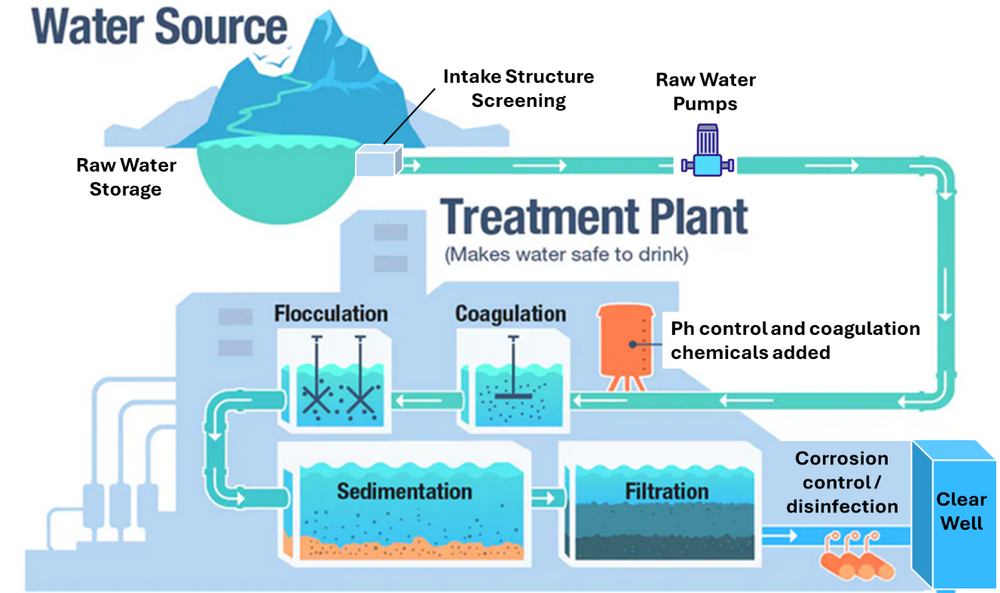 Water Source
Intake Structure
Screening
Raw Water
Pumps
Raw Water
Storage
Treatment Plant
(Makes water safe to drink)
Flocculation
Coagulation
Ph control and coagulation
chemicals added
Sedimentation
Filtration
Corrosion
control /
disinfection
Clear
Well